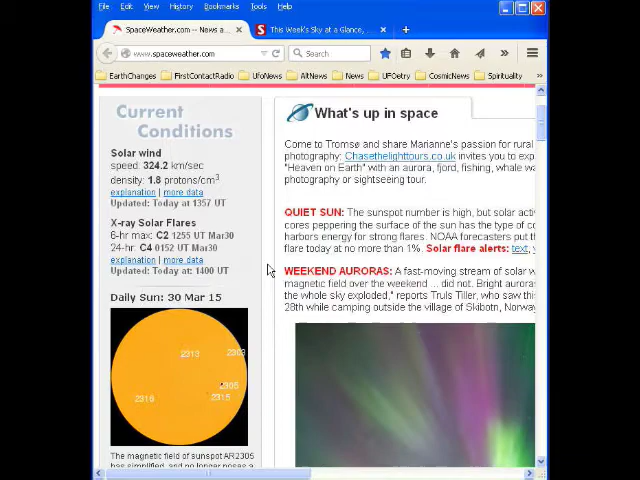 File Edit View History Bookmarks Tools Help
SpaceWeather.com -- News a...
This Week's Sky at a Glance, ...
www.spaceweather.com
Search
EarthChanges FirstContactRadio UfoNews AltNews News UFOetry CosmicNews Spirituality
Current
Conditions
Solar wind
speed: 324.2 km/sec
density: 1.8 protons/cm3
explanation | more data
Updated: Today at 1357 UT
X-ray Solar Flares
6-hr max: C2 1255 UT Mar30
24-hr: C4 0152 UT Mar30
explanation | more data
Updated: Today at: 1400 UT
Daily Sun: 30 Mar 15
2313
2303
2305
2315
2316
The magnetic field of sunspot AR2305
has simplified, and no longer poses a
What's up in space
Come to Tromsø and share Marianne's passion for rural
photography: Chasethelighttours.co.uk invites you to exp
"Heaven on Earth" with an aurora, fjord, fishing, whale wa
photography or sightseeing tour.
QUIET SUN: The sunspot number is high, but solar acti
cores peppering the surface of the sun has the type of co
harbors energy for strong flares. NOAA forecasters put th
flare today at no more than 1%. Solar flare alerts: text,
WEEKEND AURORAS: A fast-moving stream of solar w
magnetic field over the weekend ... did not. Bright aurora
the whole sky exploded," reports Truls Tiller, who saw this
28th while camping outside the village of Skibotn, Norway